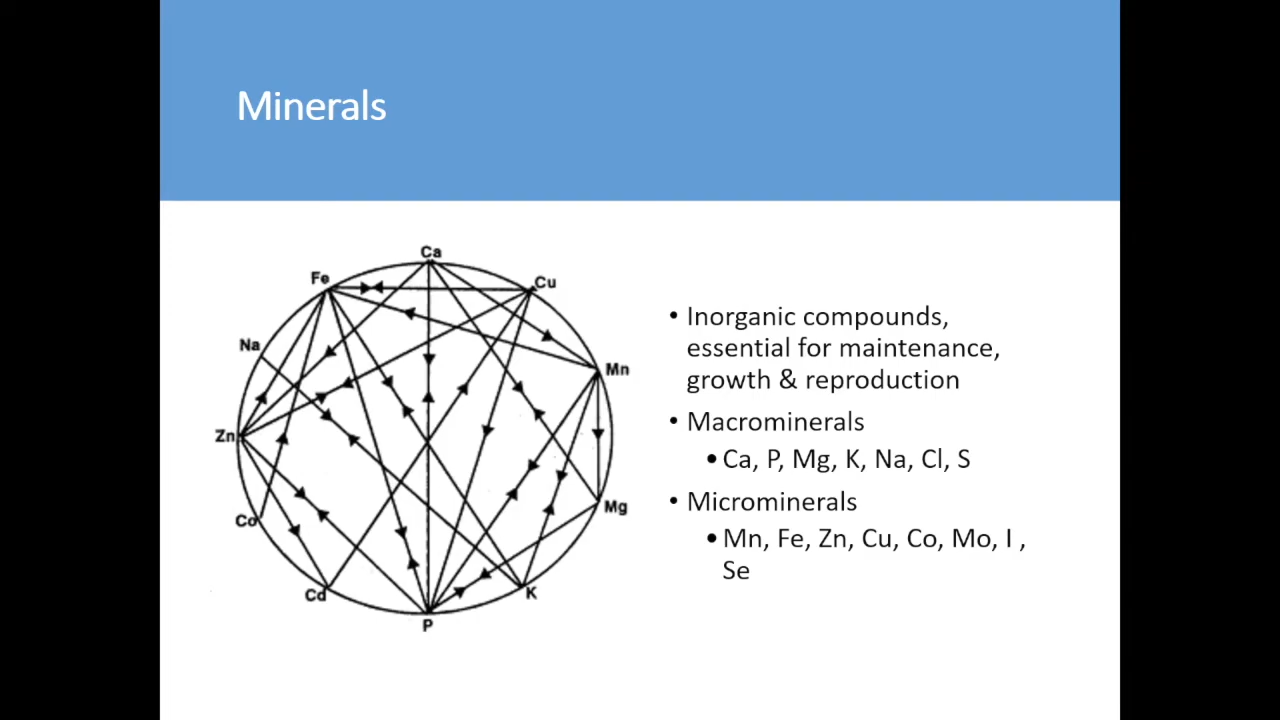 Minerals
Ca
Fe
Cu
Na
Mn
Zn
Mg
Co
Cd
K
P
• Inorganic compounds,
essential for maintenance,
growth & reproduction
• Macrominerals
• Ca, P, Mg, K, Na, Cl, S
• Microminerals
• Mn, Fe, Zn, Cu, Co, Mo, I ,
Se